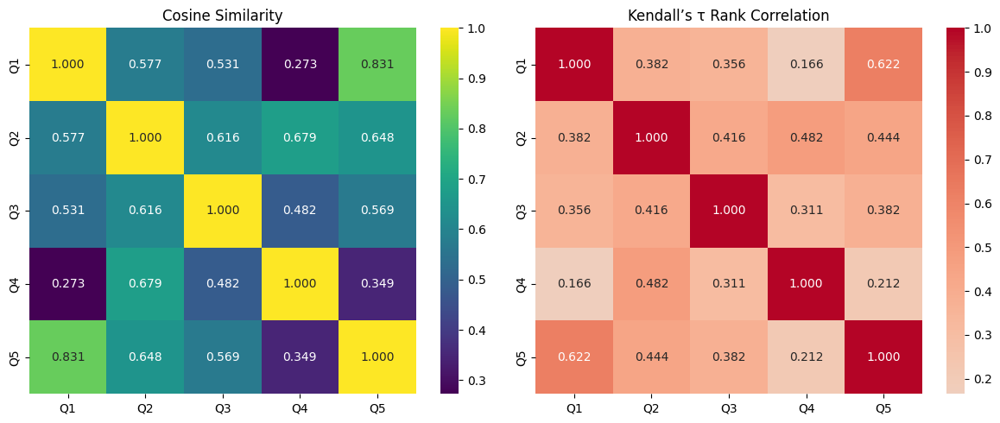 Cosine Similarity
Q1 1.000 0.577 0.531 0.273 0.831
Q2 0.577 1.000 0.616 0.679 0.648
Q3 0.531 0.616 1.000 0.482 0.569
Q4 0.273 0.679 0.482 1.000 0.349
Q5 0.831 0.648 0.569 0.349 1.000
Q1 Q2 Q3 Q4 Q5
1.0
0.9
0.8
0.7
0.6
0.5
0.4
0.3
Kendall’s τ Rank Correlation
Q1 1.000 0.382 0.356 0.166 0.622
Q2 0.382 1.000 0.416 0.482 0.444
Q3 0.356 0.416 1.000 0.311 0.382
Q4 0.166 0.482 0.311 1.000 0.212
Q5 0.622 0.444 0.382 0.212 1.000
Q1 Q2 Q3 Q4 Q5
1.0
0.9
0.8
0.7
0.6
0.5
0.4
0.3
0.2